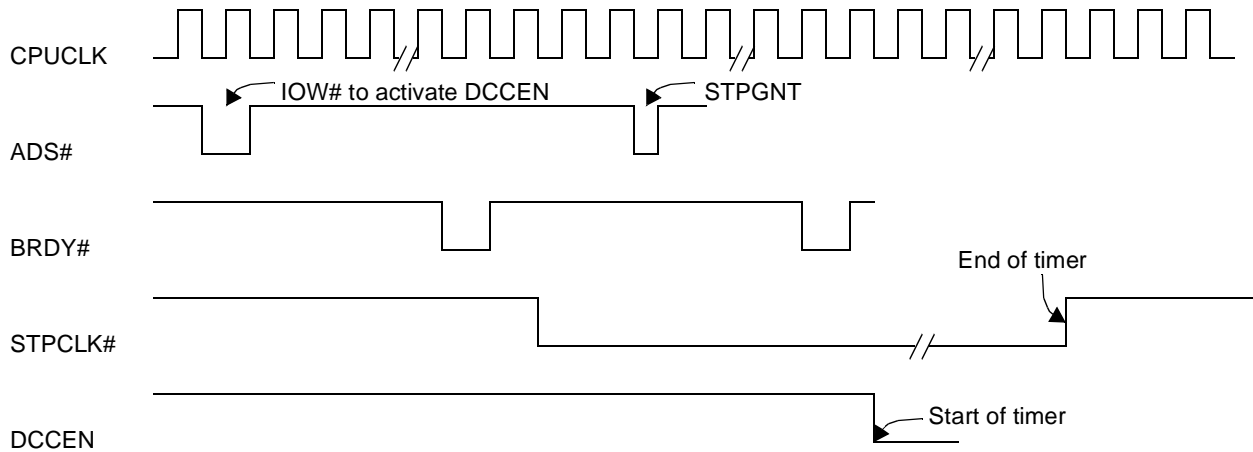 CPUCLK
IOW# to activate DCCEN
STPGNT
ADS#
BRDY#
End of timer
STPCLK#
Start of timer
DCCEN